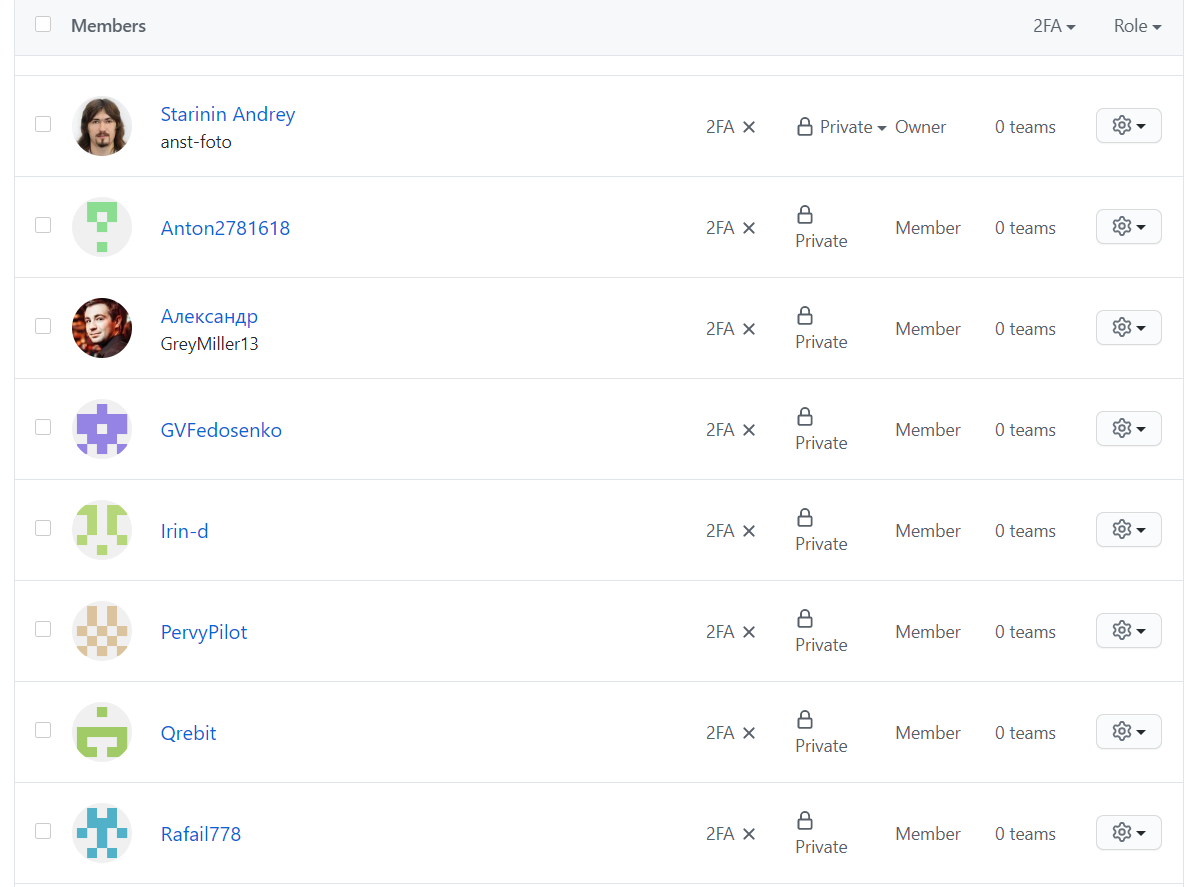 Members 2FA Role
Starinin Andrey
anst-foto
2FA Private Owner 0 teams
Anton2781618 2FA Private Member 0 teams
Александр
GreyMiller13
2FA Private Member 0 teams
GVFedosenko 2FA Private Member 0 teams
Irin-d 2FA Private Member 0 teams
PervyPilot 2FA Private Member 0 teams
Qrebit 2FA Private Member 0 teams
Rafail778 2FA Private Member 0 teams